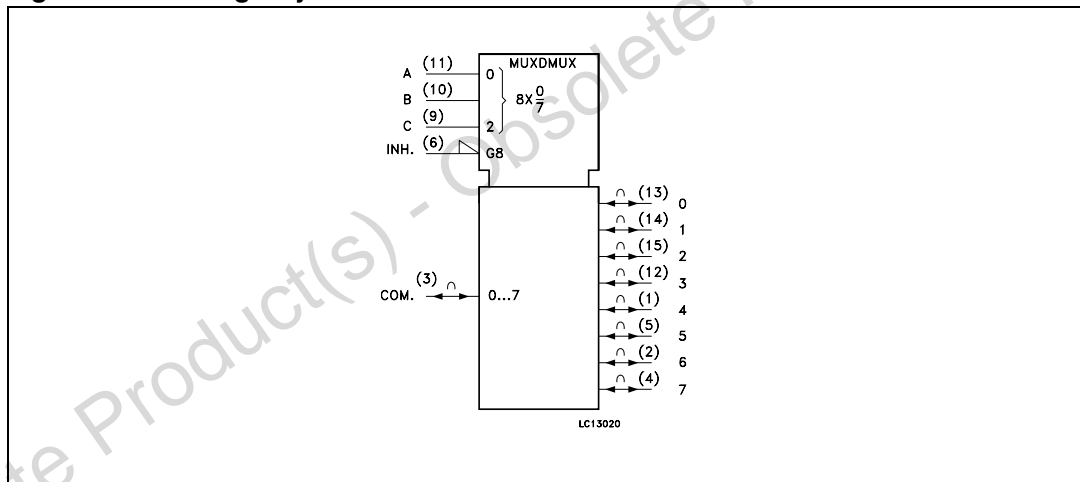 MUXDMUX
A (11) 0
B (10) 8X 0/7
C (9) 2
INH. (6) G8
∩ (13) 0
∩ (14) 1
∩ (15) 2
∩ (12) 3
COM. (3) ∩ 0...7
∩ (1) 4
∩ (5) 5
∩ (2) 6
∩ (4) 7
LC13020
te Product(s) - Obsolete